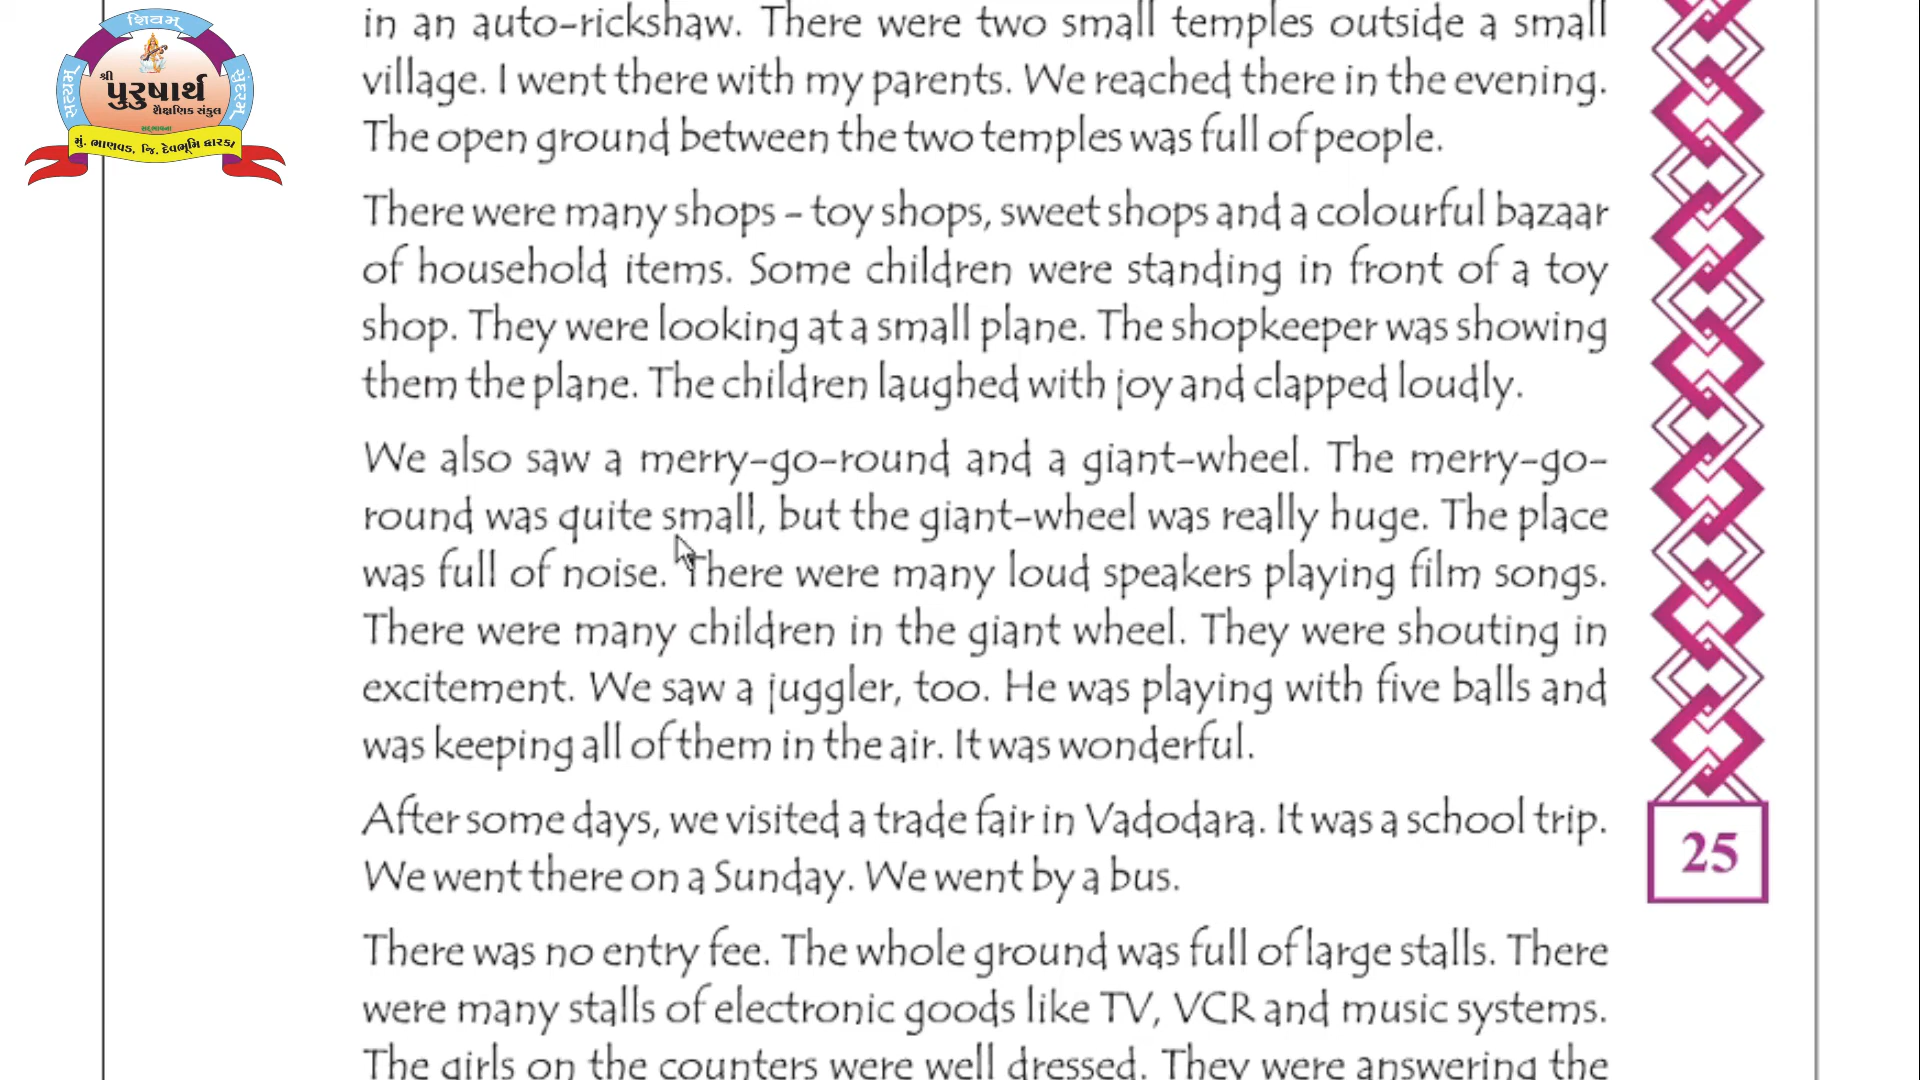 શિવમ્
સત્યમ્
સુંદરમ્
શ્રી
પુરુષાર્થ
શૈક્ષણિક સંકુલ
મું. ભાણવડ, જિ. દેવભૂમિ દ્વારકા
in an auto-rickshaw. There were two small temples outside a small
village. I went there with my parents. We reached there in the evening.
The open ground between the two temples was full of people.
There were many shops - toy shops, sweet shops and a colourful bazaar
of household items. Some children were standing in front of a toy
shop. They were looking at a small plane. The shopkeeper was showing
them the plane. The children laughed with joy and clapped loudly.
We also saw a merry-go-round and a giant-wheel. The merry-go-
round was quite small, but the giant-wheel was really huge. The place
was full of noise. There were many loud speakers playing film songs.
There were many children in the giant wheel. They were shouting in
excitement. We saw a juggler, too. He was playing with five balls and
was keeping all of them in the air. It was wonderful.
After some days, we visited a trade fair in Vadodara. It was a school trip.
We went there on a Sunday. We went by a bus.
25
There was no entry fee. The whole ground was full of large stalls. There
were many stalls of electronic goods like TV, VCR and music systems.
The girls on the counters were well dressed. They were answering the